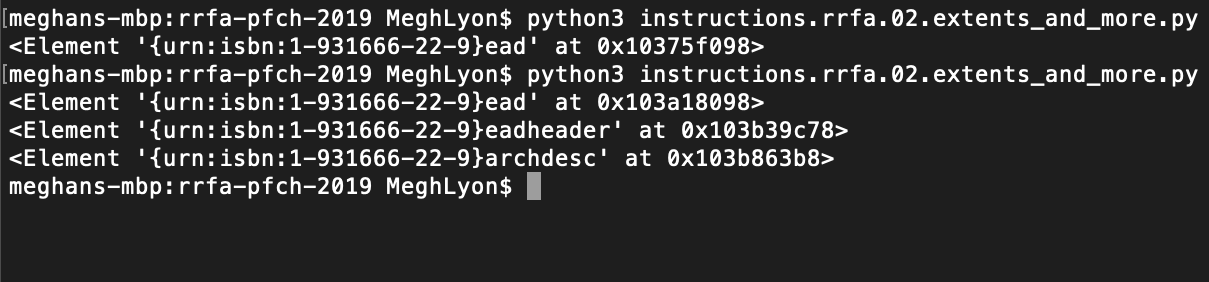 [meghans-mbp:rrfa-pfch-2019 MeghLyon$ python3 instructions.rrfa.02.extents_and_more.py
<Element '{urn:isbn:1-931666-22-9}ead' at 0x10375f098>
[meghans-mbp:rrfa-pfch-2019 MeghLyon$ python3 instructions.rrfa.02.extents_and_more.py
<Element '{urn:isbn:1-931666-22-9}ead' at 0x103a18098>
<Element '{urn:isbn:1-931666-22-9}eadheader' at 0x103b39c78>
<Element '{urn:isbn:1-931666-22-9}archdesc' at 0x103b863b8>
meghans-mbp:rrfa-pfch-2019 MeghLyon$